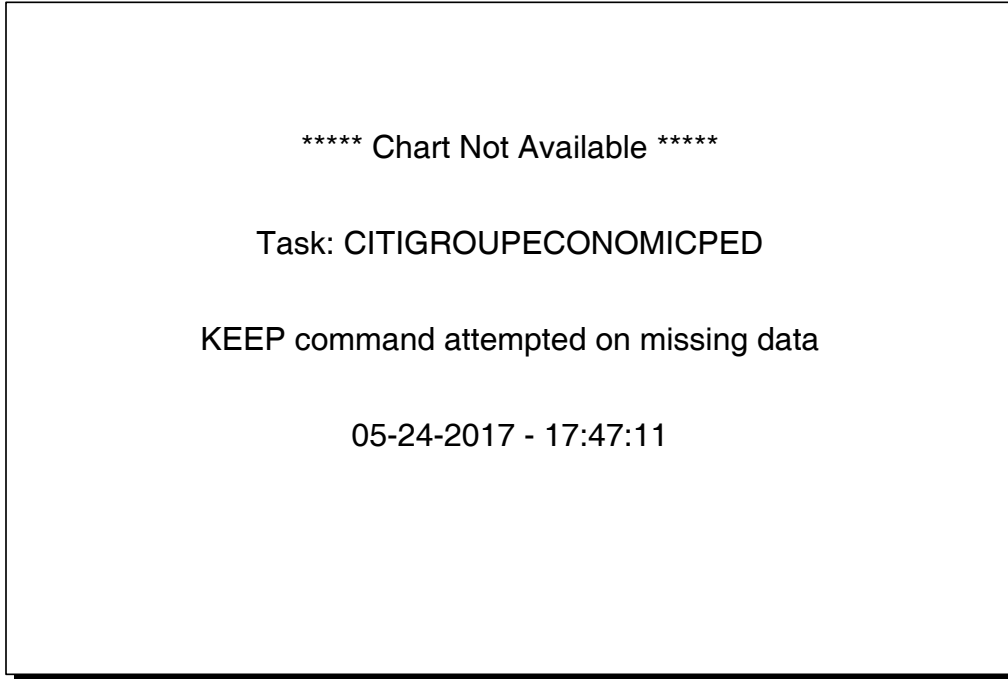 ***** Chart Not Available *****
Task: CITIGROUPECONOMICPED
KEEP command attempted on missing data
05-24-2017 - 17:47:11